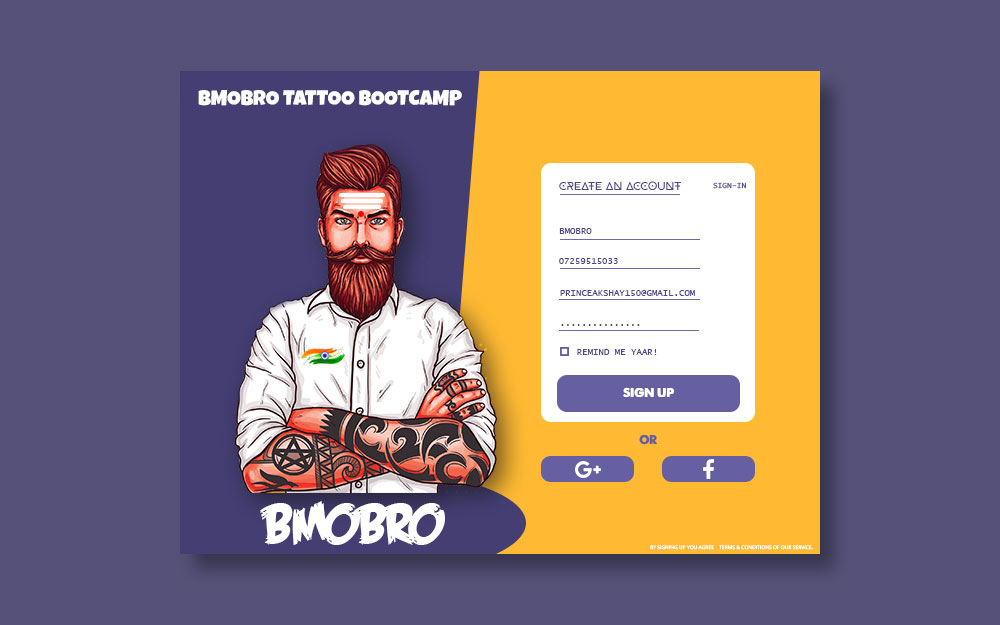 BMOBRO TATTOO BOOTCAMP
CREATE AN ACCOUNT
SIGN-IN
BMOBRO
07259515033
PRINCEAKSHAY150@GMAIL.COM
...............
REMIND ME YAAR!
SIGN UP
OR
G+
f
BMOBRO
BY SIGNING UP YOU AGREE TERMS & CONDITIONS OF OUR SERVICE.